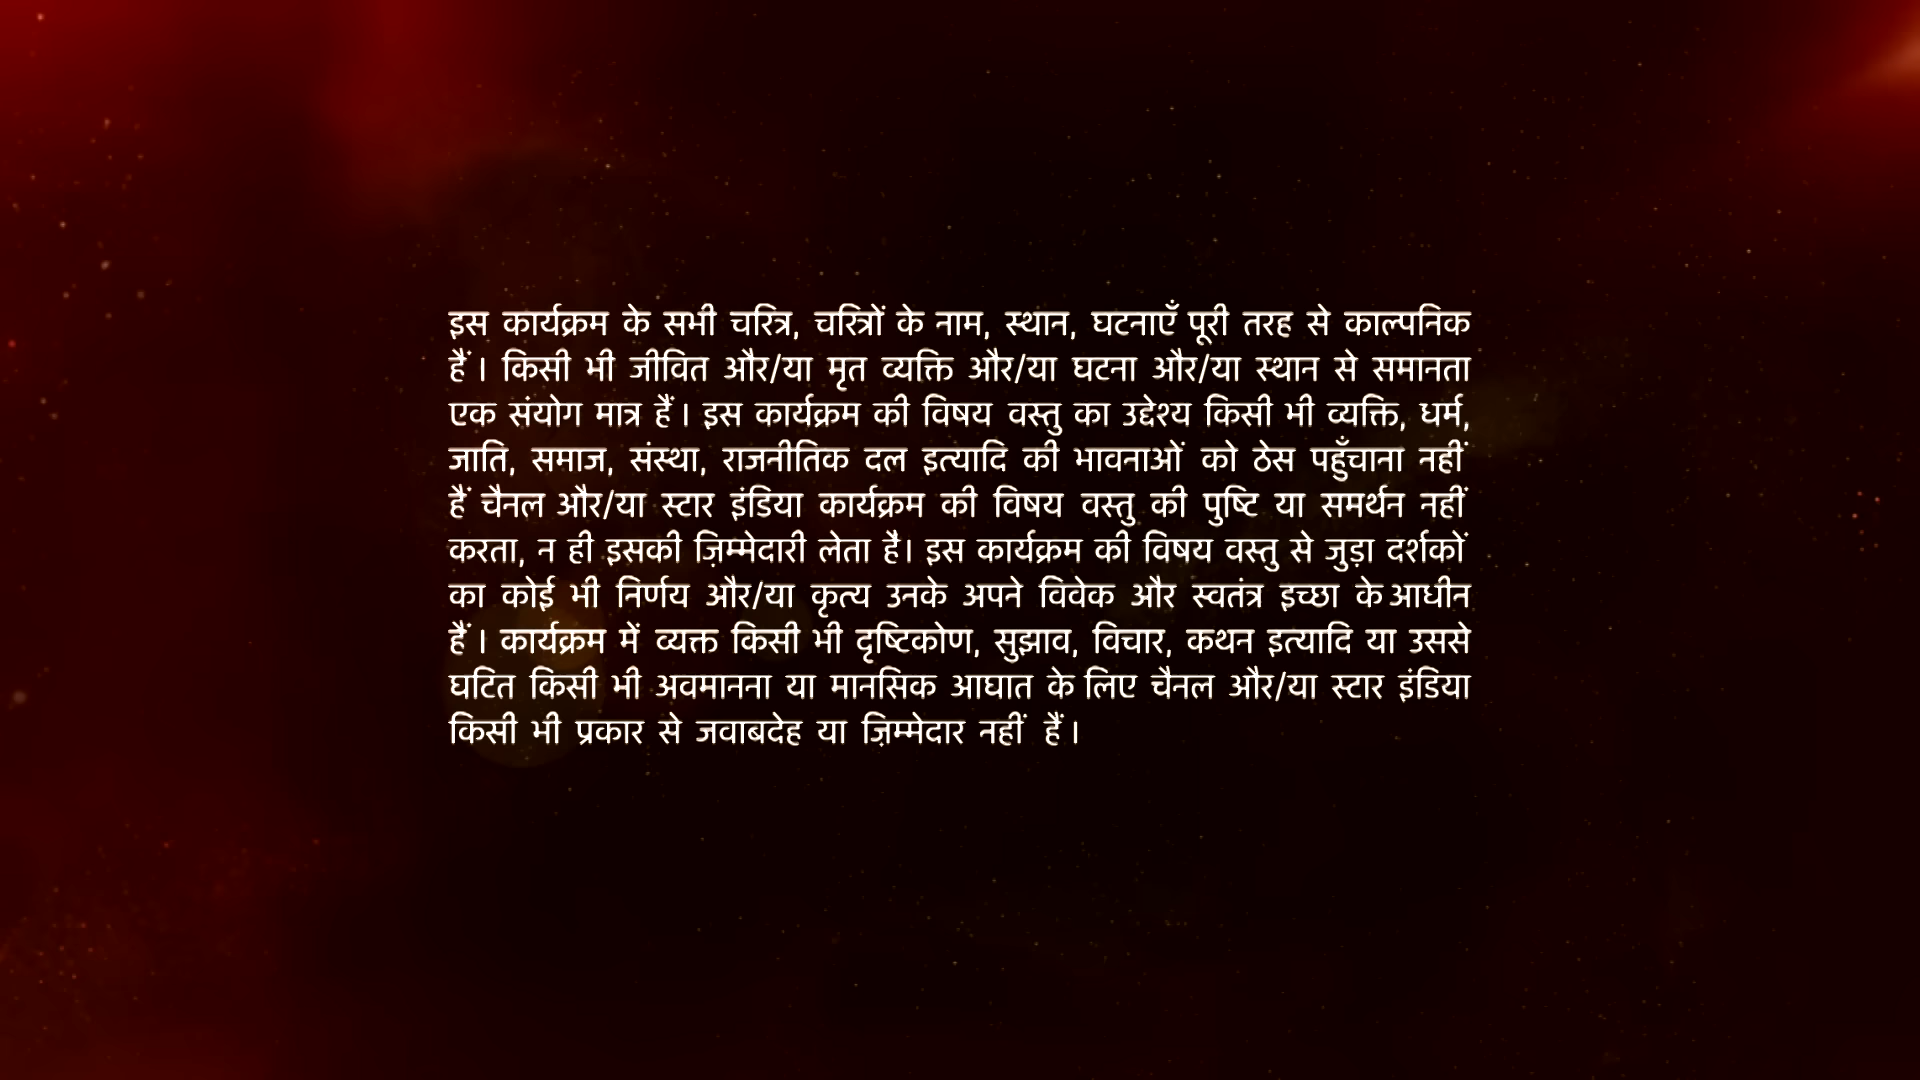 इस कार्यक्रम के सभी चरित्र, चरित्रों के नाम, स्थान, घटनाएँ पूरी तरह से काल्पनिक
हैं। किसी भी जीवित और/या मृत व्यक्ति और/या घटना और/या स्थान से समानता
एक संयोग मात्र हैं। इस कार्यक्रम की विषय वस्तु का उद्देश्य किसी भी व्यक्ति, धर्म,
जाति, समाज, संस्था, राजनीतिक दल इत्यादि की भावनाओं को ठेस पहुँचाना नहीं
हैं चैनल और/या स्टार इंडिया कार्यक्रम की विषय वस्तु की पुष्टि या समर्थन नहीं
करता, न ही इसकी ज़िम्मेदारी लेता है। इस कार्यक्रम की विषय वस्तु से जुड़ा दर्शकों
का कोई भी निर्णय और/या कृत्य उनके अपने विवेक और स्वतंत्र इच्छा के आधीन
हैं। कार्यक्रम में व्यक्त किसी भी दृष्टिकोण, सुझाव, विचार, कथन इत्यादि या उससे
घटित किसी भी अवमानना या मानसिक आघात के लिए चैनल और/या स्टार इंडिया
किसी भी प्रकार से जवाबदेह या ज़िम्मेदार नहीं हैं।